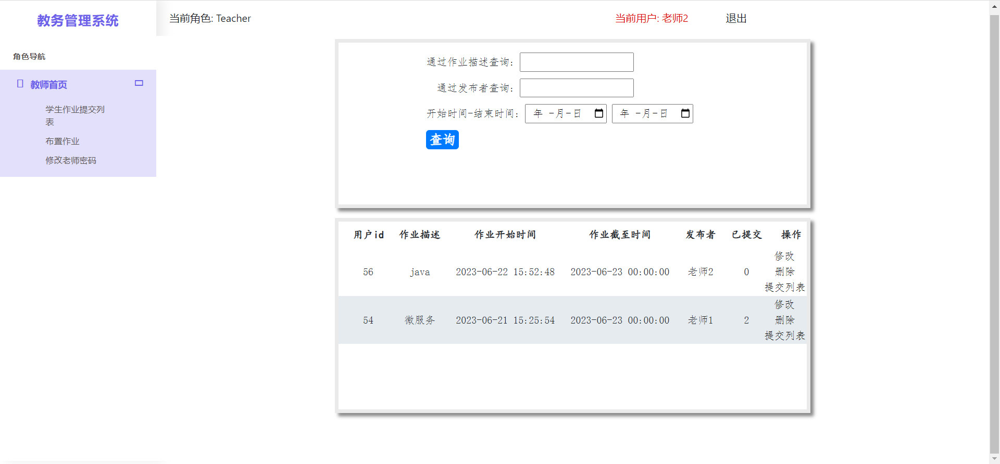 教务管理系统
当前角色: Teacher
当前用户: 老师2
退出
角色导航
教师首页
学生作业提交列
表
布置作业
修改老师密码
通过作业描述查询:
通过发布者查询:
开始时间-结束时间: 年 -月-日 年 -月-日
查询
用户id 作业描述 作业开始时间 作业截至时间 发布者 已提交 操作
56 java 2023-06-22 15:52:48 2023-06-23 00:00:00 老师2 0 修改
删除
提交列表
54 微服务 2023-06-21 15:25:54 2023-06-23 00:00:00 老师1 2 修改
删除
提交列表